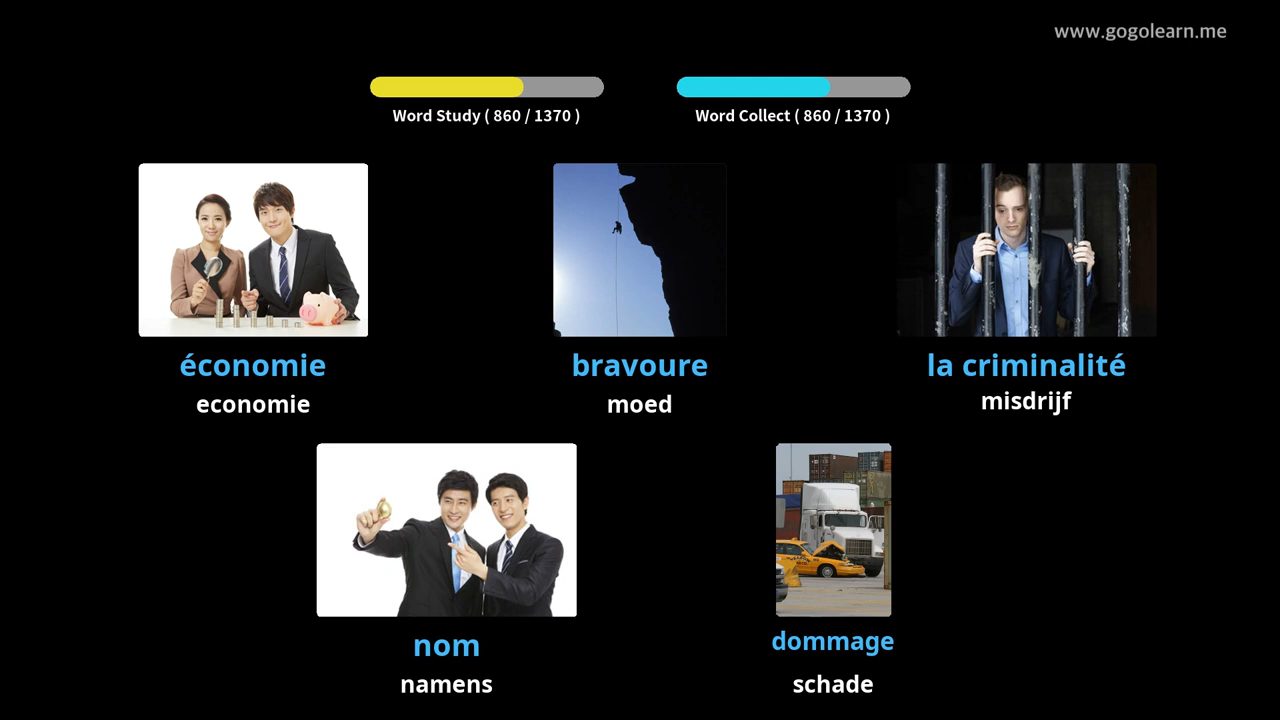 www.gogolearn.me
Word Study ( 860 / 1370 )
Word Collect ( 860 / 1370 )
économie
economie
bravoure
moed
la criminalité
misdrijf
nom
namens
dommage
schade